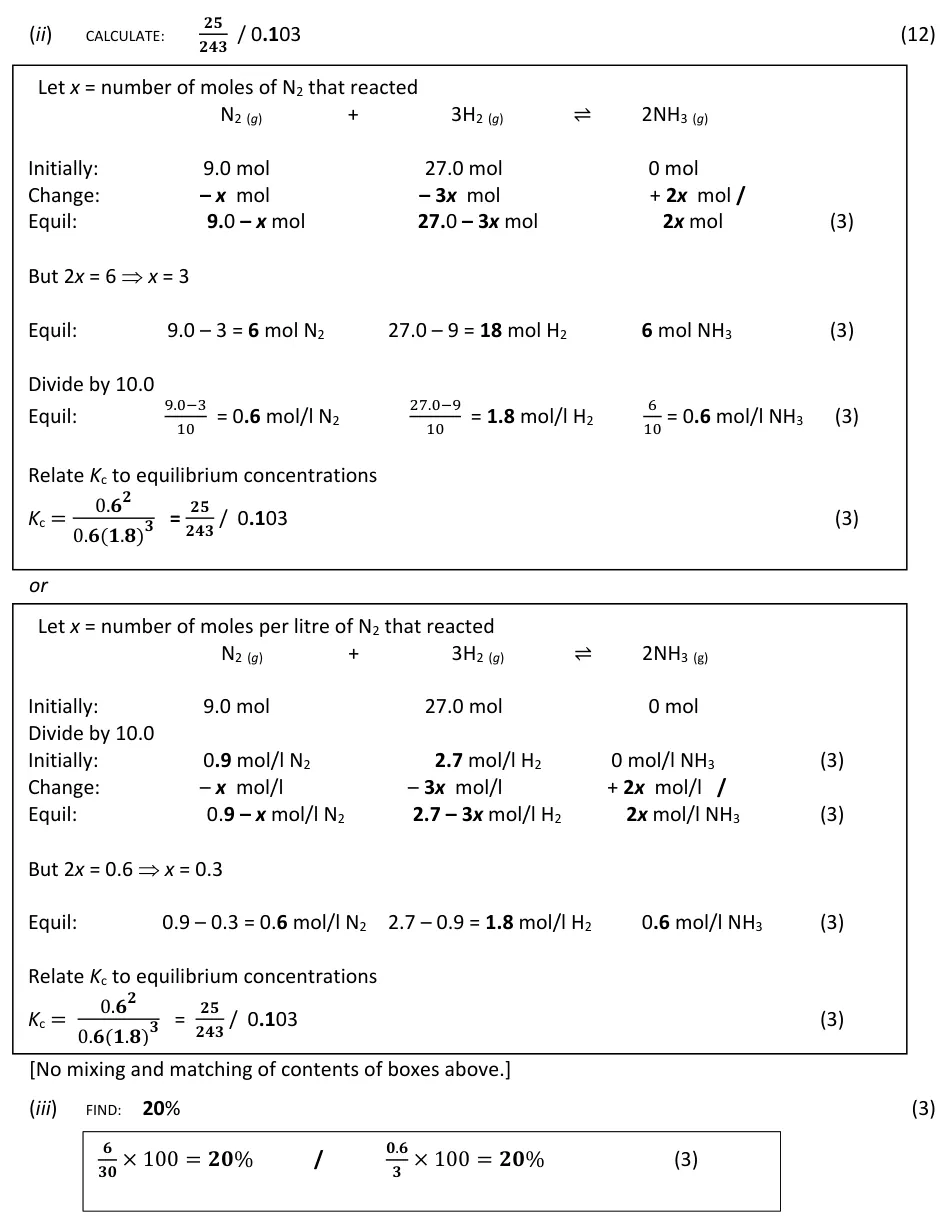 (ii) CALCULATE: 25/243 / 0.103 (12)
Let x = number of moles of N₂ that reacted
N₂ (g) + 3H₂ (g) ⇌ 2NH₃ (g)
Initially: 9.0 mol 27.0 mol 0 mol
Change: – x mol – 3x mol + 2x mol /
Equil: 9.0 – x mol 27.0 – 3x mol 2x mol (3)
But 2x = 6 ⇒ x = 3
Equil: 9.0 – 3 = 6 mol N₂ 27.0 – 9 = 18 mol H₂ 6 mol NH₃ (3)
Divide by 10.0
Equil: (9.0−3)/10 = 0.6 mol/l N₂ (27.0−9)/10 = 1.8 mol/l H₂ 6/10 = 0.6 mol/l NH₃ (3)
Relate Kc to equilibrium concentrations
Kc = 0.6²/0.6(1.8)³ = 25/243 / 0.103 (3)
or
Let x = number of moles per litre of N₂ that reacted
N₂ (g) + 3H₂ (g) ⇌ 2NH₃ (g)
Initially: 9.0 mol 27.0 mol 0 mol
Divide by 10.0
Initially: 0.9 mol/l N₂ 2.7 mol/l H₂ 0 mol/l NH₃ (3)
Change: – x mol/l – 3x mol/l + 2x mol/l /
Equil: 0.9 – x mol/l N₂ 2.7 – 3x mol/l H₂ 2x mol/l NH₃ (3)
But 2x = 0.6 ⇒ x = 0.3
Equil: 0.9 – 0.3 = 0.6 mol/l N₂ 2.7 – 0.9 = 1.8 mol/l H₂ 0.6 mol/l NH₃ (3)
Relate Kc to equilibrium concentrations
Kc = 0.6²/0.6(1.8)³ = 25/243 / 0.103 (3)
[No mixing and matching of contents of boxes above.]
(iii) FIND: 20% (3)
6/30 × 100 = 20% / 0.6/3 × 100 = 20% (3)